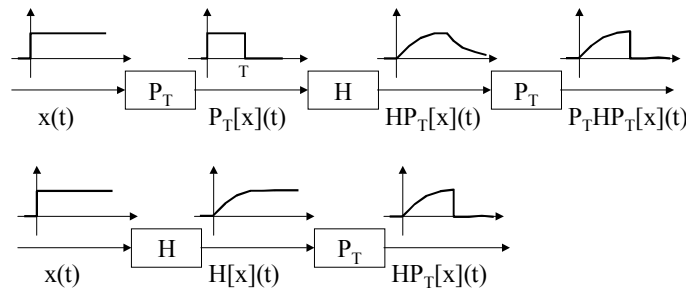 T
P_T H P_T
x(t) P_T[x](t) HP_T[x](t) P_THP_T[x](t)
H P_T
x(t) H[x](t) HP_T[x](t)